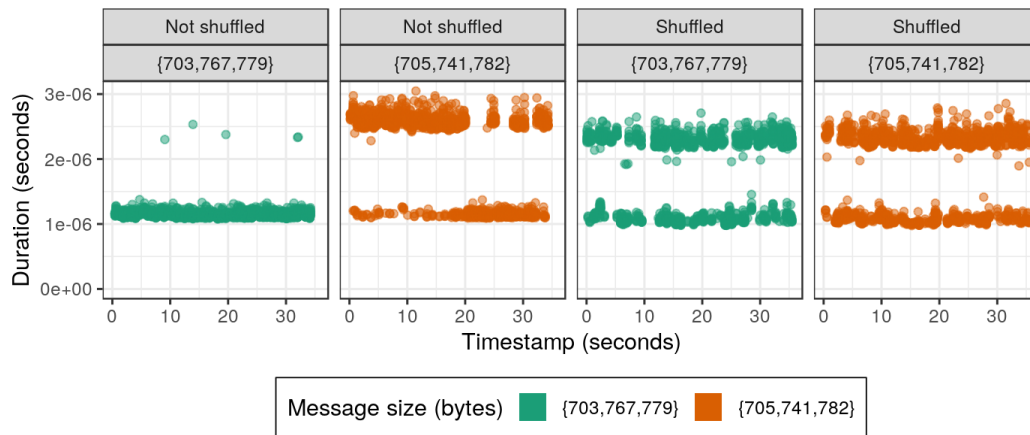 Not shuffled Not shuffled Shuffled Shuffled
{703,767,779} {705,741,782} {703,767,779} {705,741,782}
3e-06
2e-06
1e-06
0e+00
Duration (seconds)
0 10 20 30 0 10 20 30 0 10 20 30 0 10 20 30
Timestamp (seconds)
Message size (bytes) {703,767,779} {705,741,782}